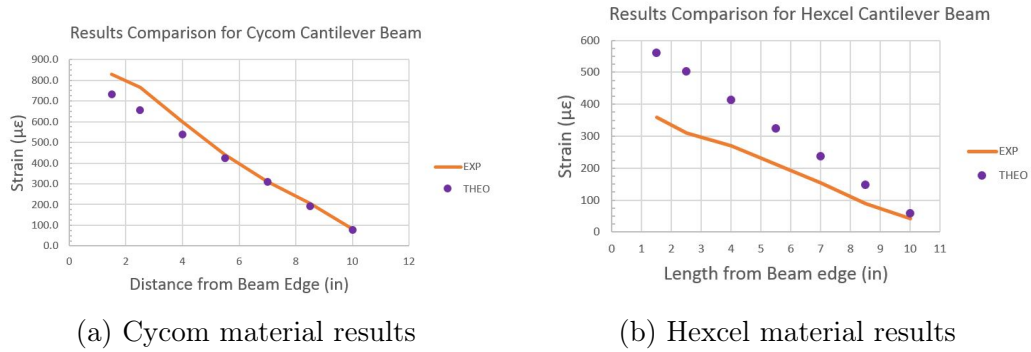 Results Comparison for Cycom Cantilever Beam
900.0
800.0
700.0
600.0
500.0
400.0
300.0
200.0
100.0
0.0
Strain (µε)
0 2 4 6 8 10 12
Distance from Beam Edge (in)
EXP
THEO
(a) Cycom material results
Results Comparison for Hexcel Cantilever Beam
600
500
400
300
200
100
0
Strain (µε)
0 1 2 3 4 5 6 7 8 9 10 11
Length from Beam edge (in)
EXP
THEO
(b) Hexcel material results